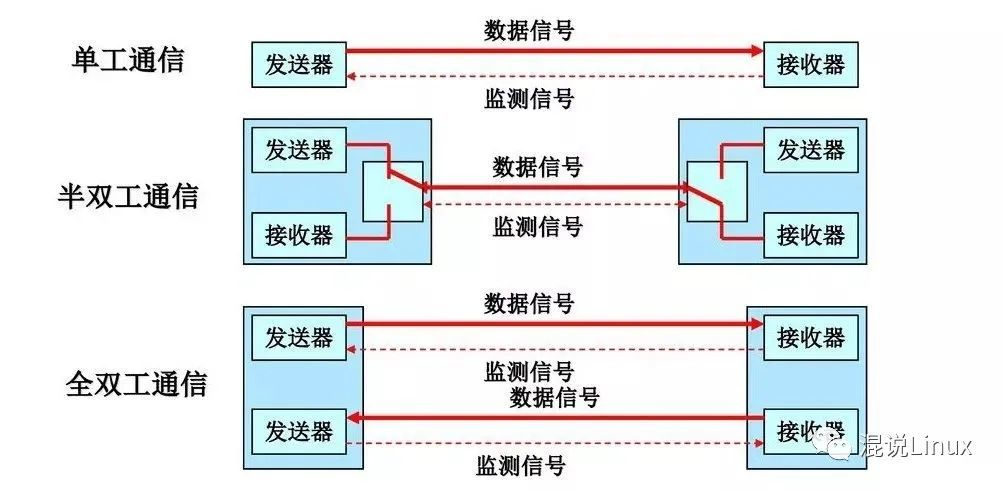 数据信号
单工通信
发送器
接收器
监测信号
发送器
发送器
数据信号
半双工通信
监测信号
接收器
接收器
数据信号
发送器
接收器
监测信号
全双工通信
数据信号
发送器
接收器
监测信号
混说Linux